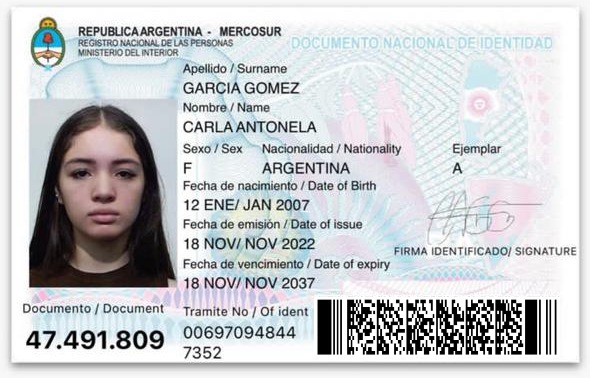 REPUBLICA ARGENTINA - MERCOSUR
REGISTRO NACIONAL DE LAS PERSONAS
MINISTERIO DEL INTERIOR
DOCUMENTO NACIONAL DE IDENTIDAD
Apellido / Surname
GARCIA GOMEZ
Nombre / Name
CARLA ANTONELA
Sexo / Sex Nacionalidad / Nationality Ejemplar
F ARGENTINA A
Fecha de nacimiento / Date of Birth
12 ENE/ JAN 2007
Fecha de emisión / Date of issue
18 NOV/ NOV 2022
FIRMA IDENTIFICADO/ SIGNATURE
Fecha de vencimiento / Date of expiry
18 NOV/ NOV 2037
Documento / Document
47.491.809
Tramite No / Of ident
00697094844
7352